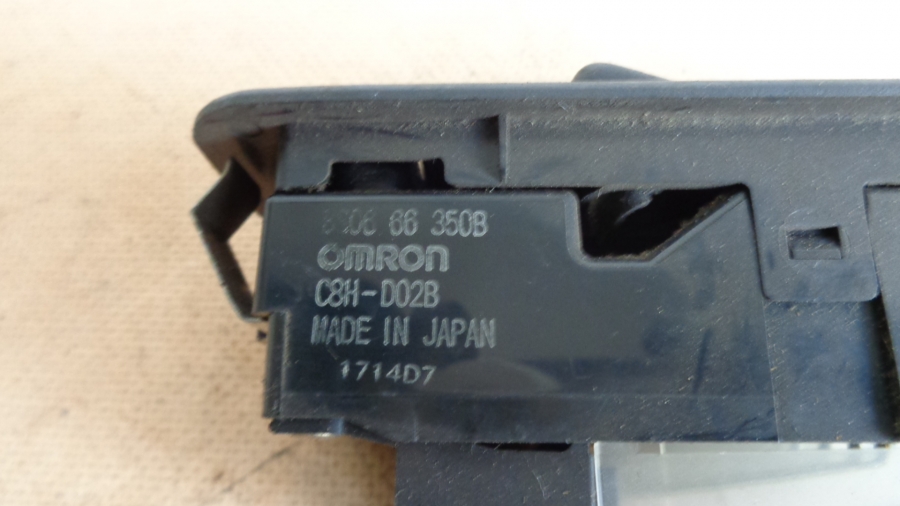 66 350B
OMRON
C8H-D02B
MADE IN JAPAN
1714D7